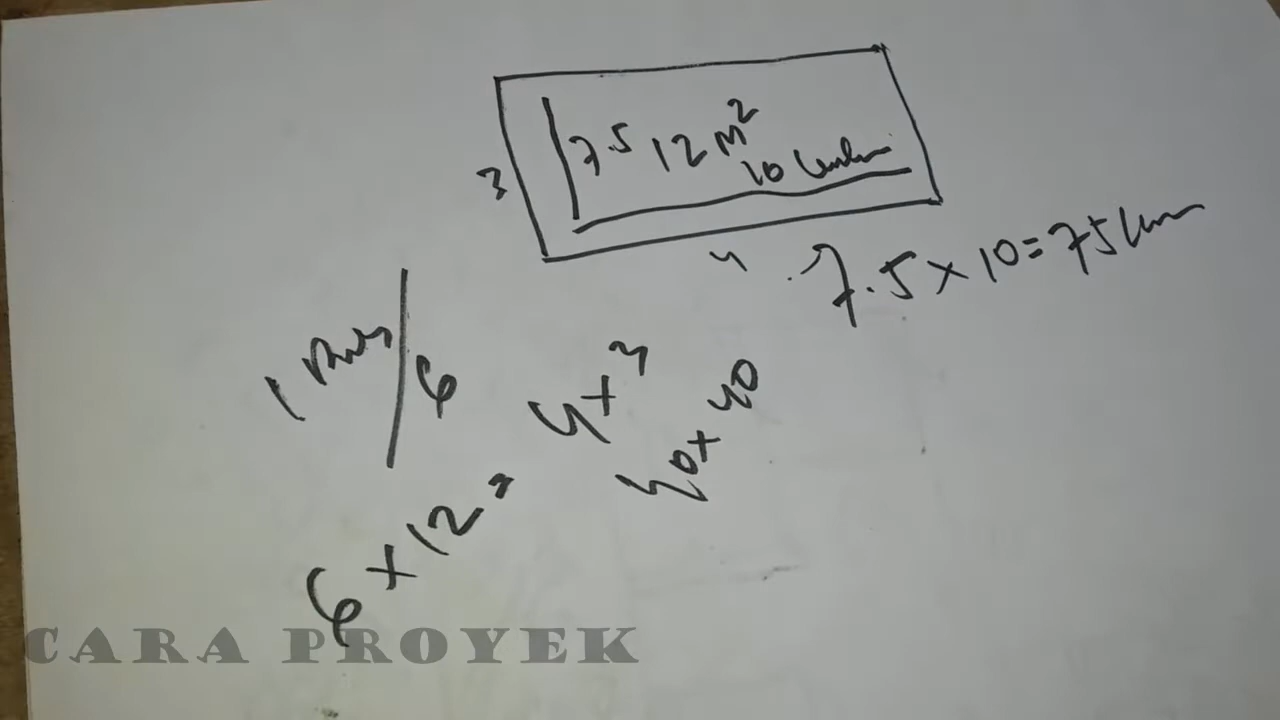 7.5 12 m²
10
3
4
7.5 x 10 = 75
1
6
4 x 3
40 x 40
6 x 12 =
CARA PROYEK